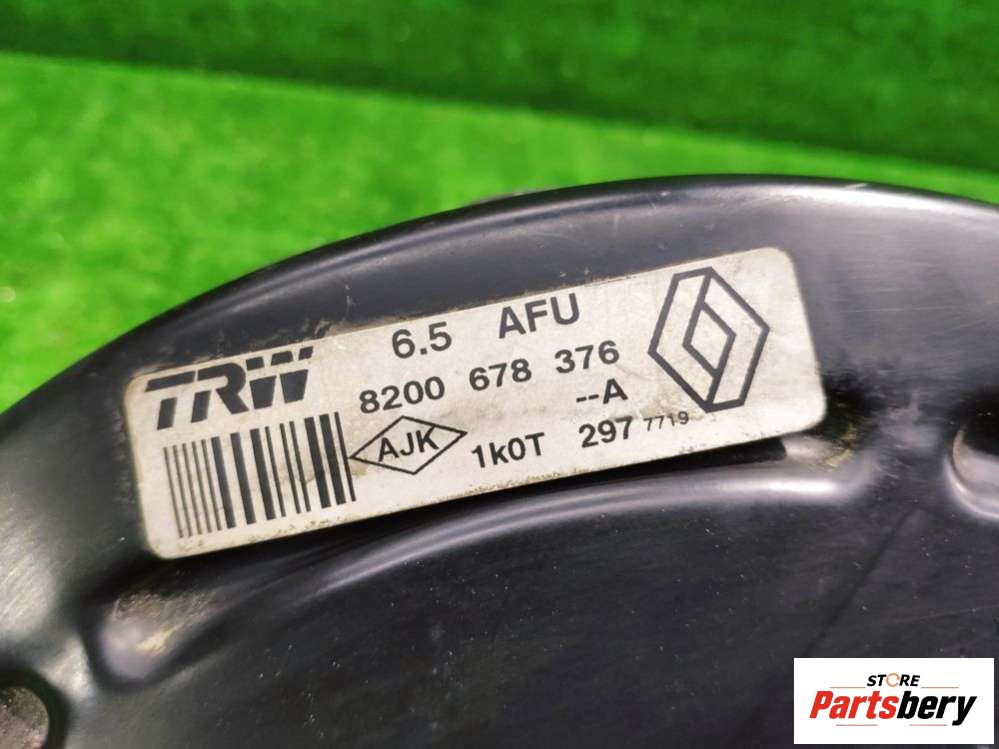 TRW 6.5 AFU
8200 678 376
--A
AJK 1k0T 297 7719
STORE
Partsbery